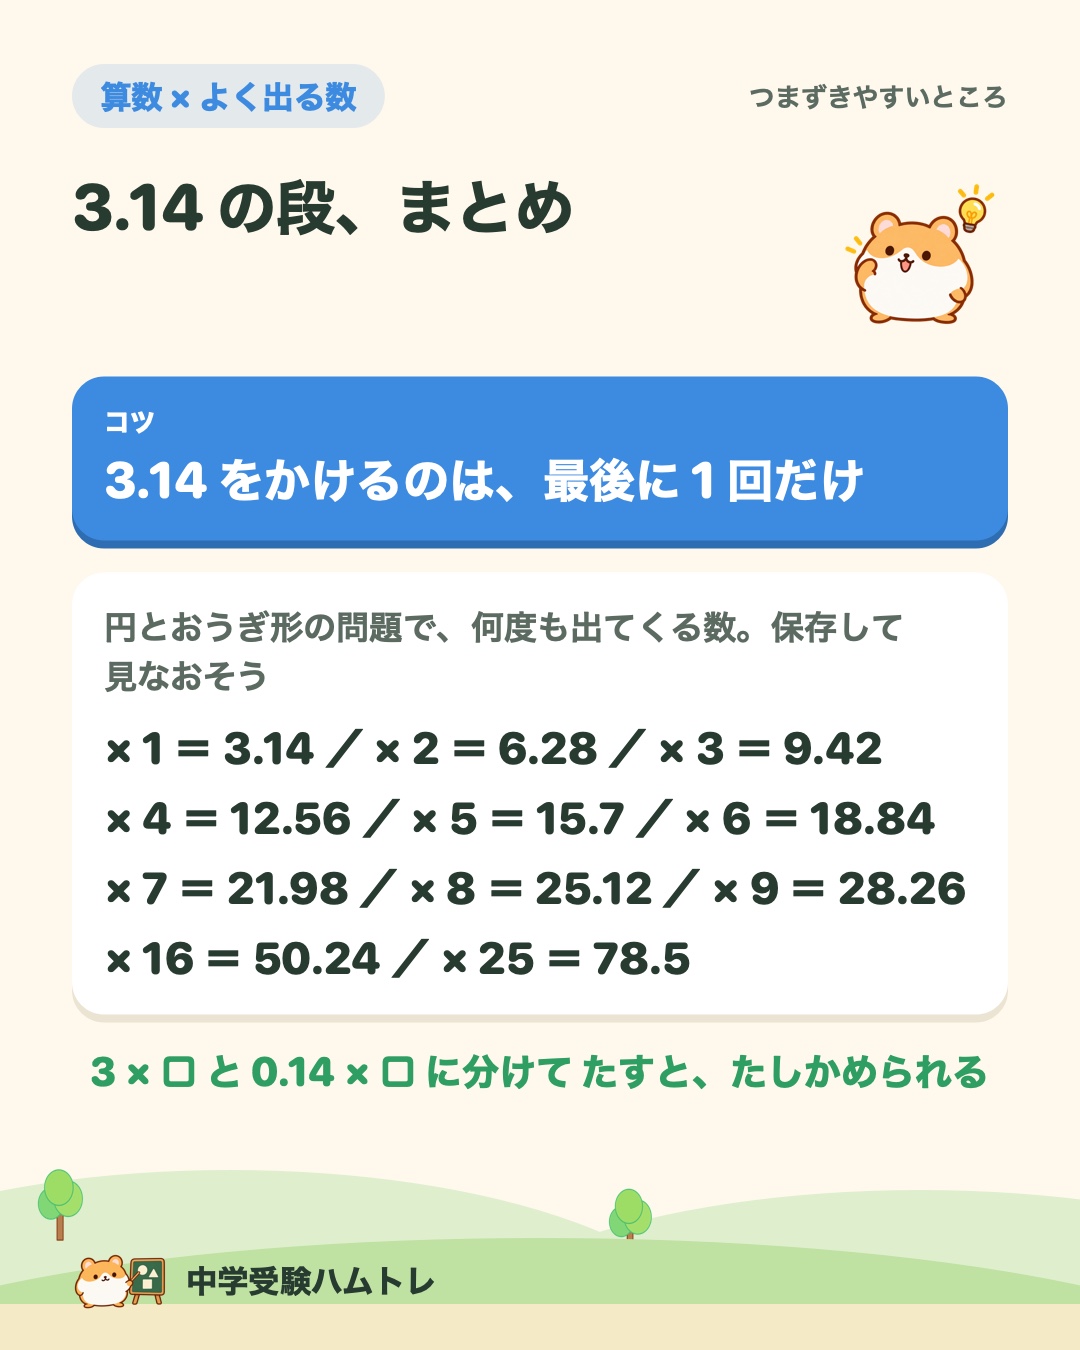 算数 × よく出る数
つまずきやすいところ
3.14 の段、まとめ
コツ
3.14 をかけるのは、最後に 1 回だけ
円とおうぎ形の問題で、何度も出てくる数。保存して
見なおそう
× 1 = 3.14 / × 2 = 6.28 / × 3 = 9.42
× 4 = 12.56 / × 5 = 15.7 / × 6 = 18.84
× 7 = 21.98 / × 8 = 25.12 / × 9 = 28.26
× 16 = 50.24 / × 25 = 78.5
3 × □ と 0.14 × □ に分けて たすと、たしかめられる
中学受験ハムトレ